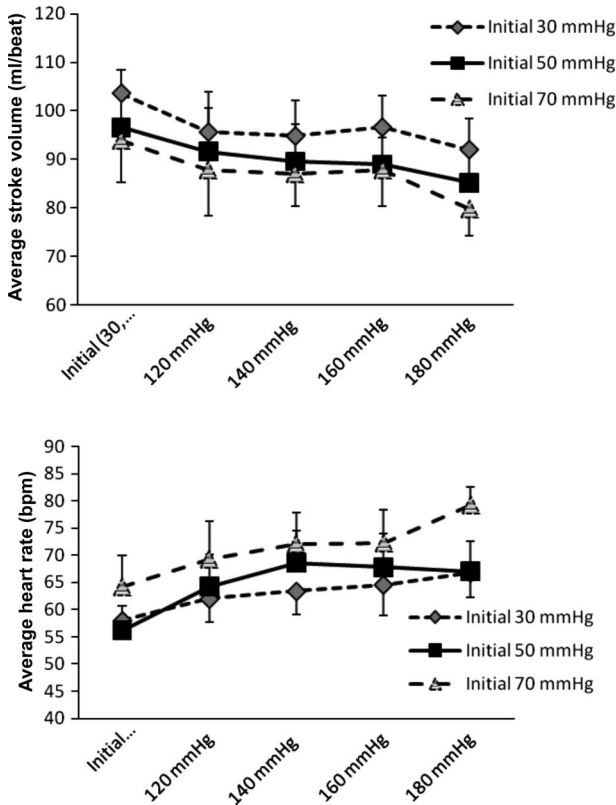 Average stroke volume (ml/beat)
120
110
100
90
80
70
60
Initial 30 mmHg
Initial 50 mmHg
Initial 70 mmHg
Initial (30,...
120 mmHg
140 mmHg
160 mmHg
180 mmHg
Average heart rate (bpm)
90
85
80
75
70
65
60
55
50
45
40
Initial 30 mmHg
Initial 50 mmHg
Initial 70 mmHg
Initial...
120 mmHg
140 mmHg
160 mmHg
180 mmHg